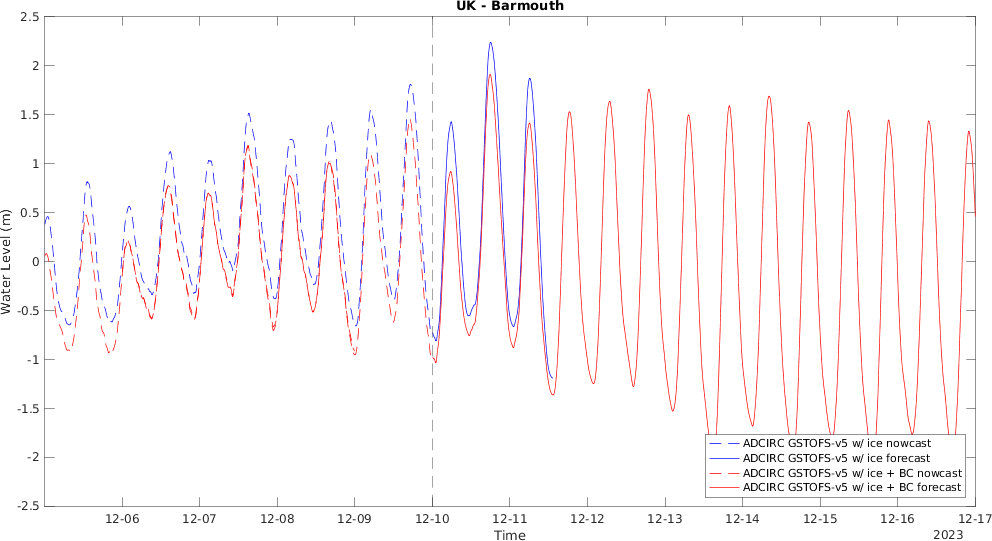 UK - Barmouth
2.5
2
1.5
1
0.5
0
-0.5
-1
-1.5
-2
-2.5
Water Level (m)
ADCIRC GSTOFS-v5 w/ ice nowcast
ADCIRC GSTOFS-v5 w/ ice forecast
ADCIRC GSTOFS-v5 w/ ice + BC nowcast
ADCIRC GSTOFS-v5 w/ ice + BC forecast
12-06 12-07 12-08 12-09 12-10 12-11 12-12 12-13 12-14 12-15 12-16 12-17
Time
2023